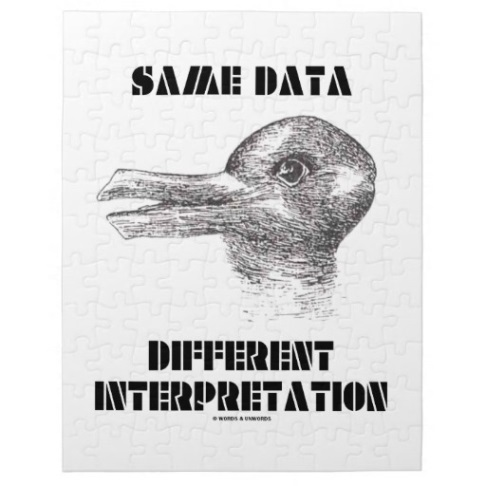 SAME DATA
DIFFERENT
INTERPRETATION
© WORDS & UNWORDS